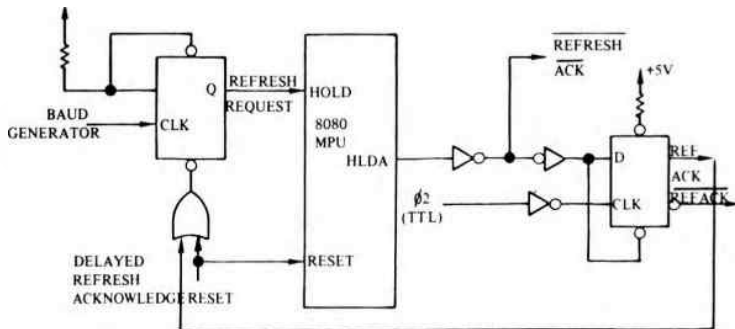 REFRESH
ACK
+5V
Q
REFRESH
REQUEST
HOLD
BAUD
GENERATOR
CLK
8080
MPU
HLDA
D
REF
ACK
REFACK
CLK
ϕ2
(TTL)
DELAYED
REFRESH
ACKNOWLEDGE
RESET
RESET